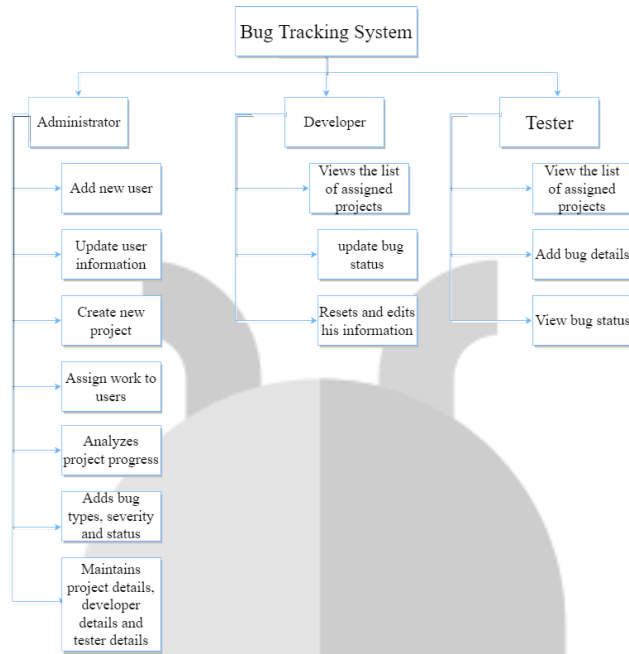 Bug Tracking System
Administrator
Developer
Tester
Add new user
Update user
information
Create new
project
Assign work to
users
Analyzes
project progress
Adds bug
types, severity
and status
Maintains
project details,
developer
details and
tester details
Views the list
of assigned
projects
update bug
status
Resets and edits
his information
View the list
of assigned
projects
Add bug details
View bug status